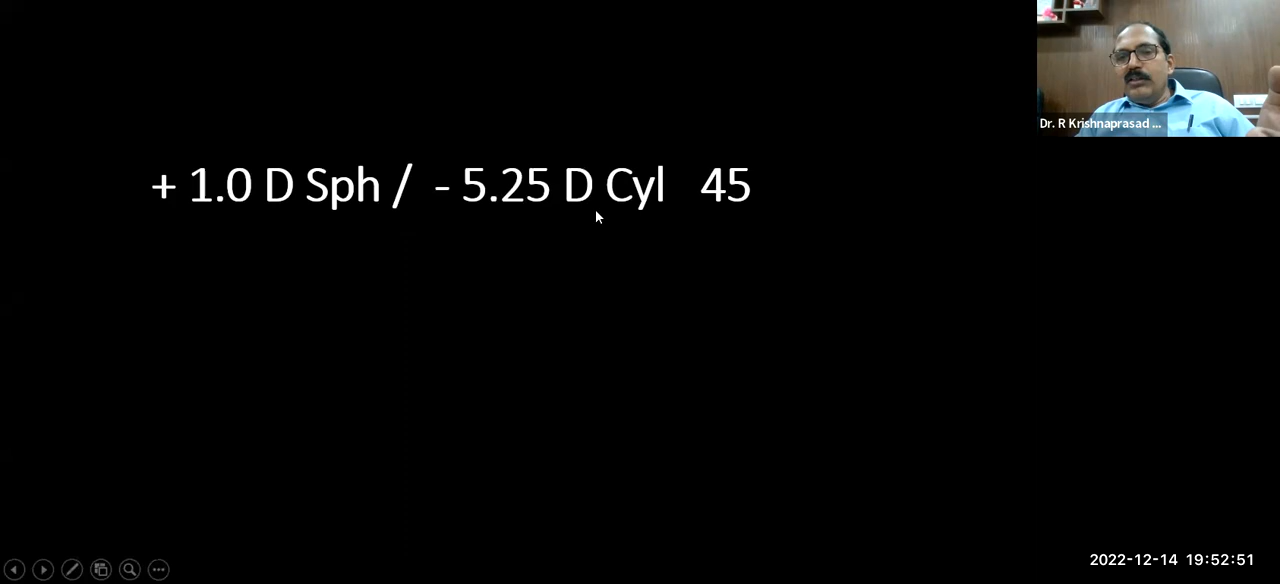 Dr. R Krishnaprasad ...
+ 1.0 D Sph / - 5.25 D Cyl 45
2022-12-14 19:52:51